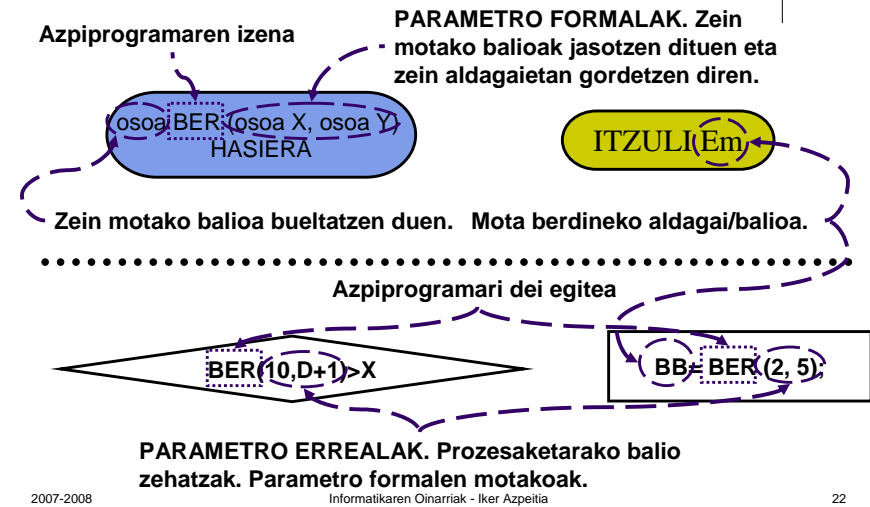 PARAMETRO FORMALAK. Zein
motako balioak jasotzen dituen eta
zein aldagaietan gordetzen diren.
Azpiprogramaren izena
osoa BER (osoa X, osoa Y)
HASIERA
ITZULI Em
Zein motako balioa bueltatzen duen. Mota berdineko aldagai/balioa.
Azpiprogramari dei egitea
BER(10,D+1)>X
BB= BER (2, 5);
PARAMETRO ERREALAK. Prozesaketarako balio
zehatzak. Parametro formalen motakoak.
2007-2008 Informatikaren Oinarriak - Iker Azpeitia 22